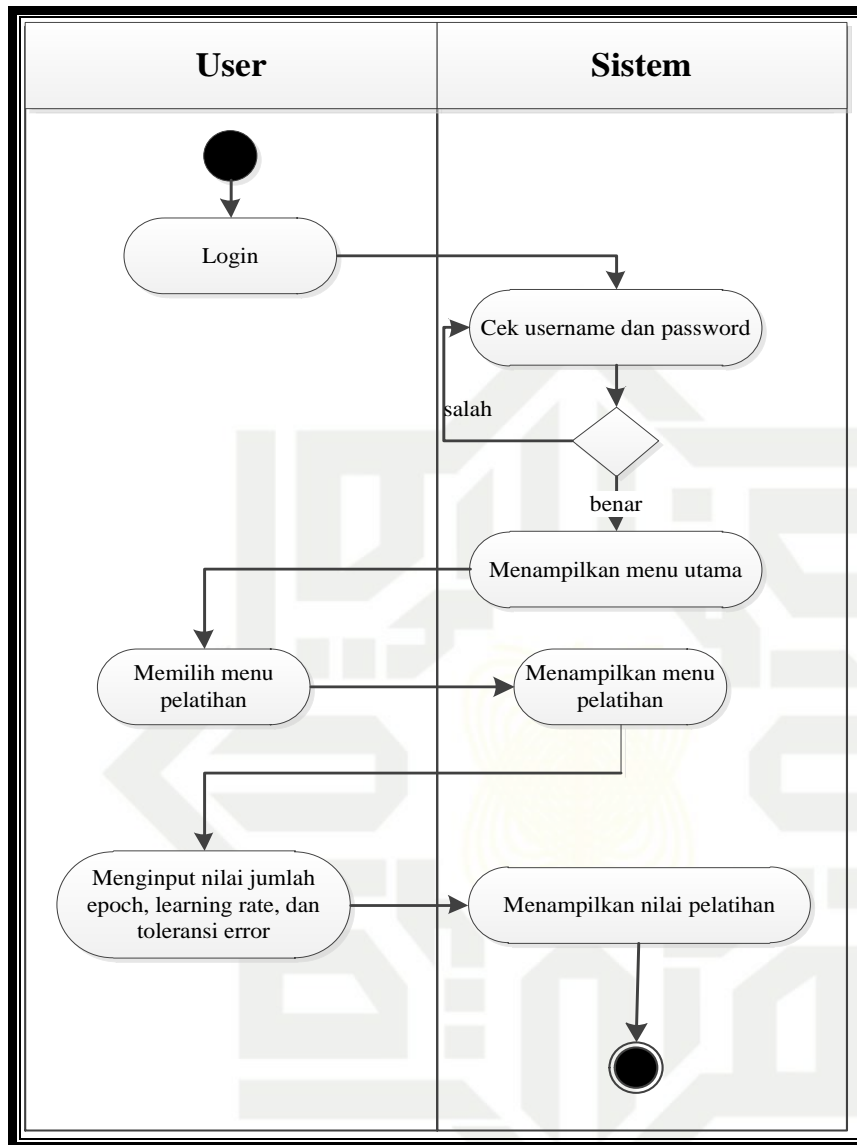 User
Sistem
Login
Cek username dan password
salah
benar
Menampilkan menu utama
Memilih menu
pelatihan
Menampilkan menu
pelatihan
Menginput nilai jumlah
epoch, learning rate, dan
toleransi error
Menampilkan nilai pelatihan